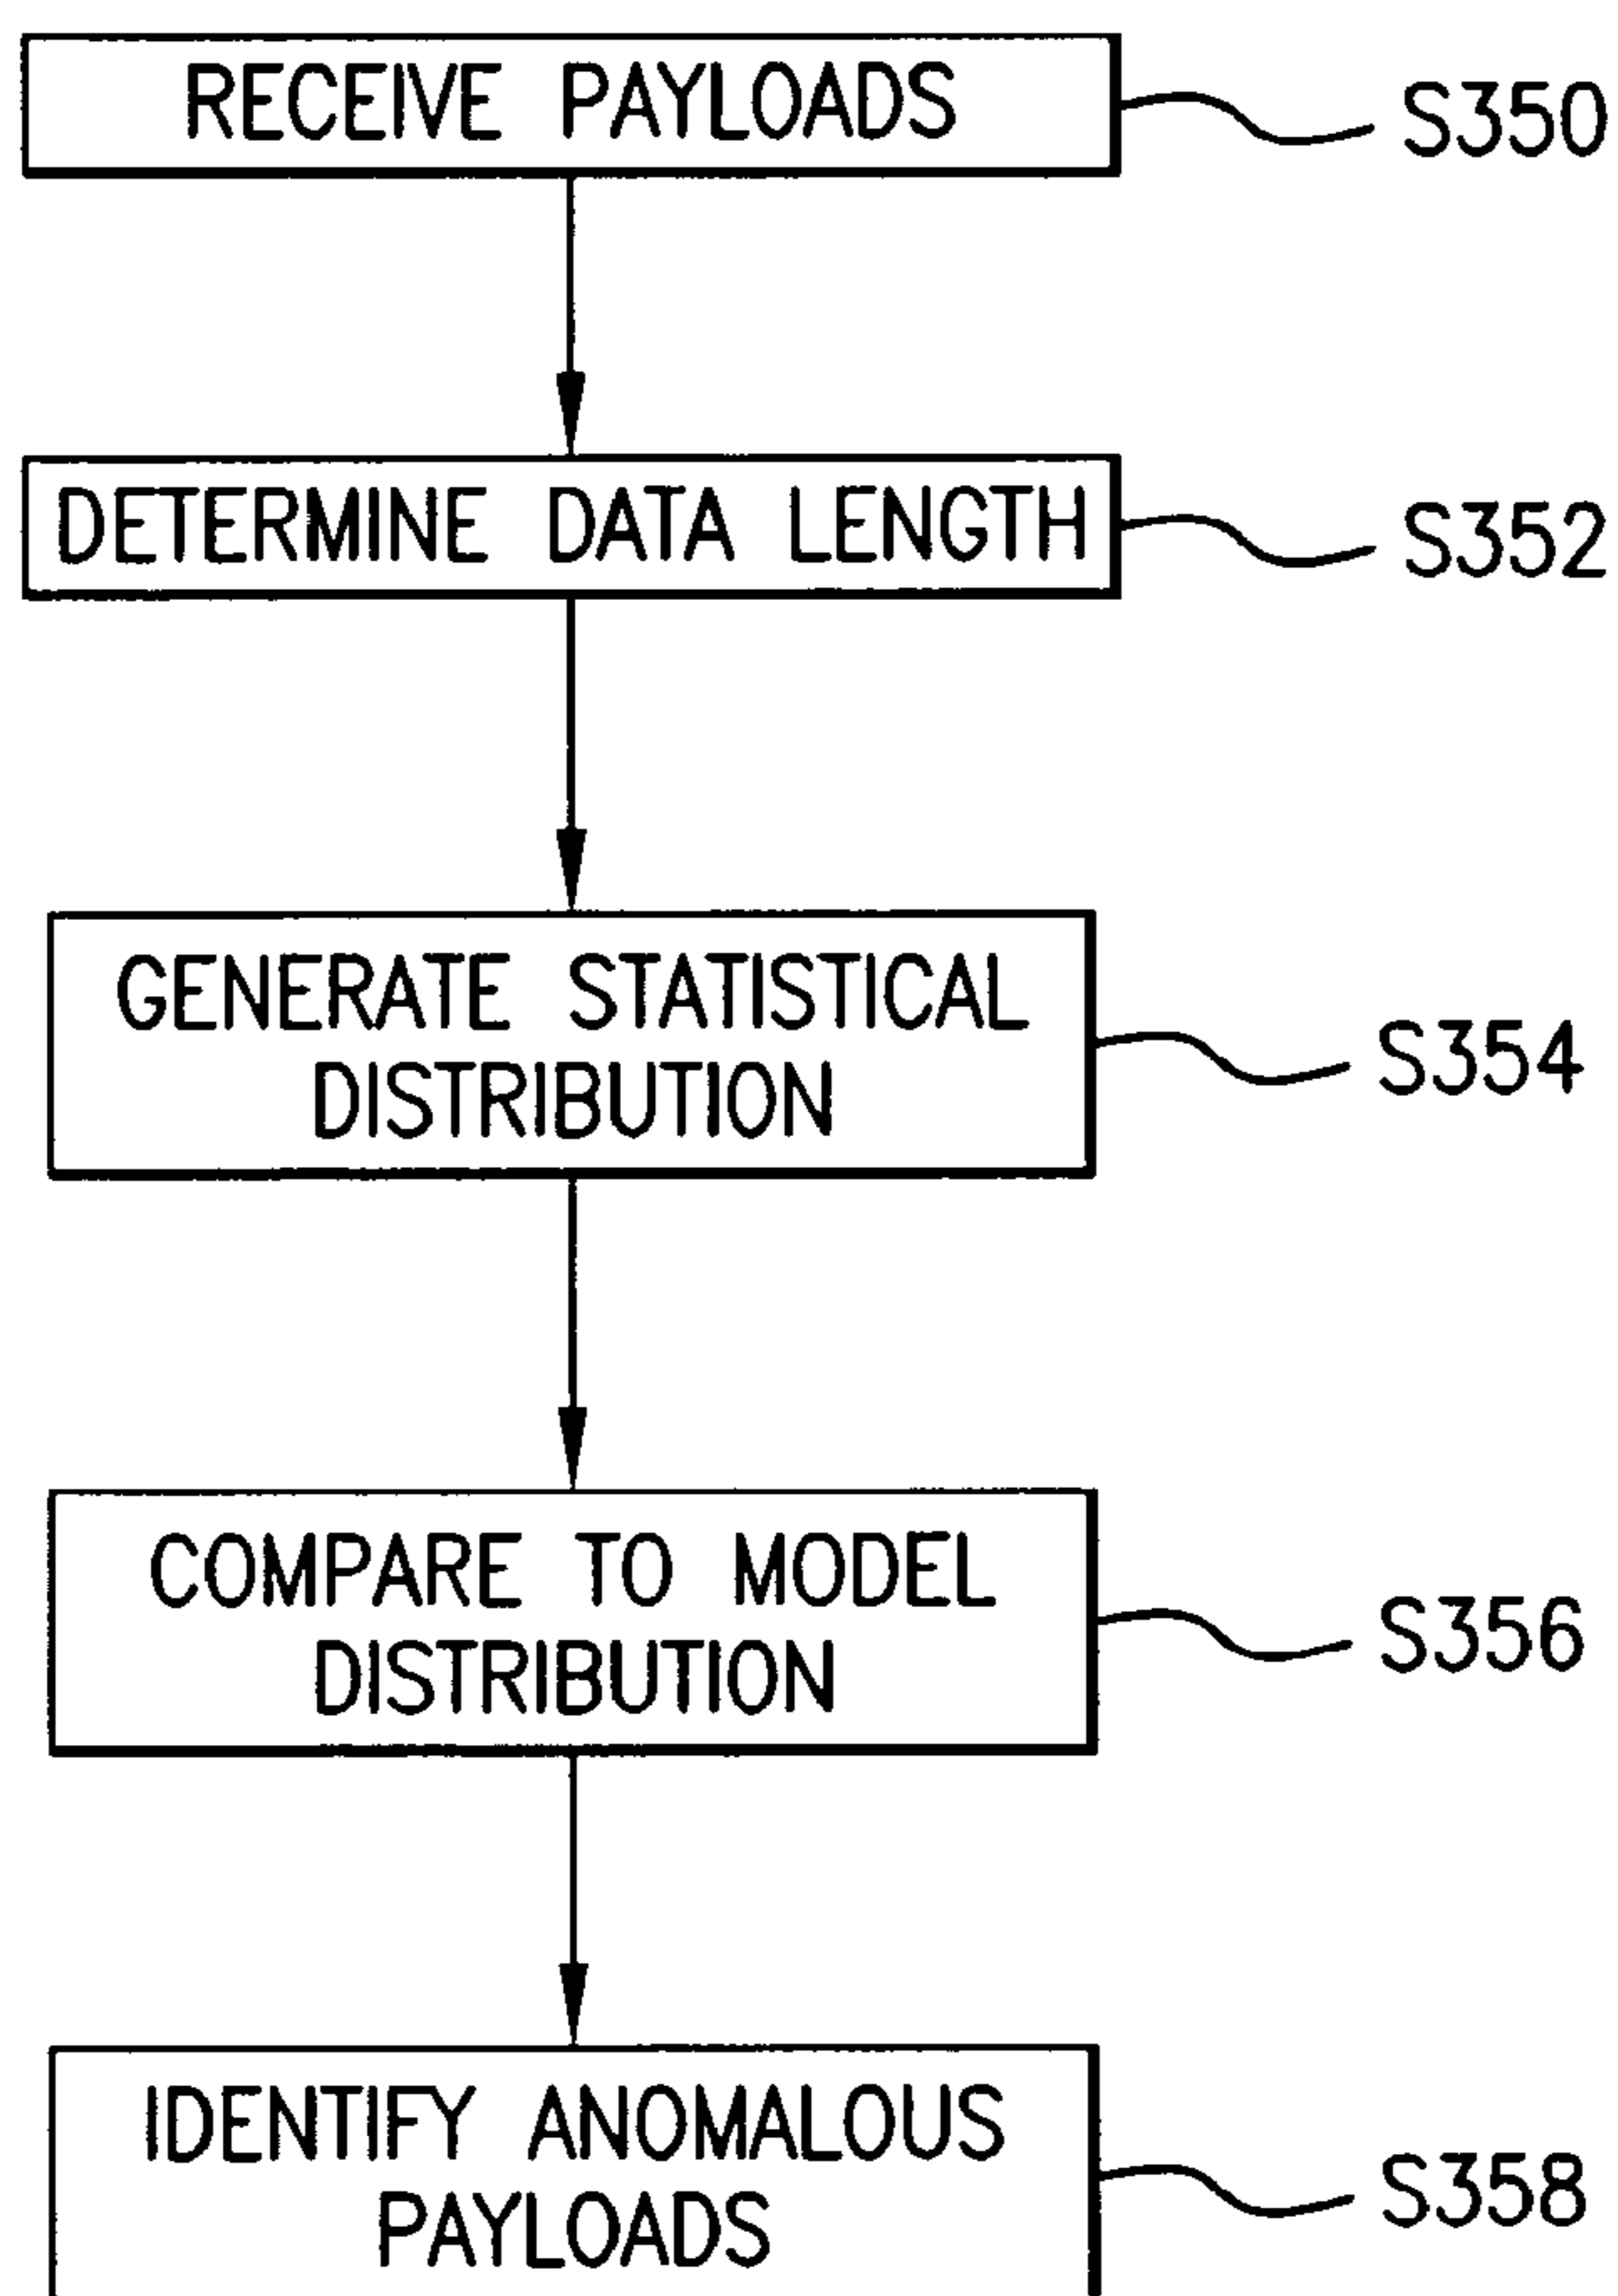 RECEIVE PAYLOADS
S350
DETERMINE DATA LENGTH
S352
GENERATE STATISTICAL
DISTRIBUTION
S354
COMPARE TO MODEL
DISTRIBUTION
S356
IDENTIFY ANOMALOUS
PAYLOADS
S358